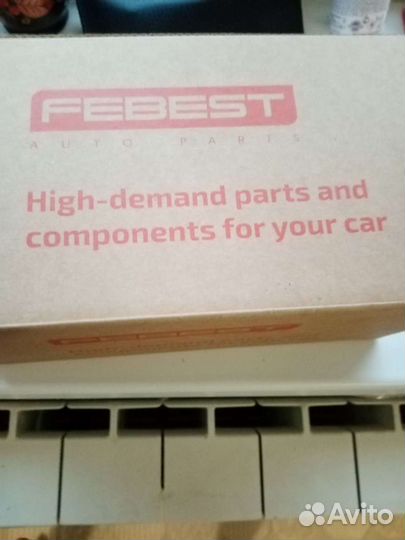 FEBEST
AUTO PARTS
High-demand parts and
components for your car
Avito